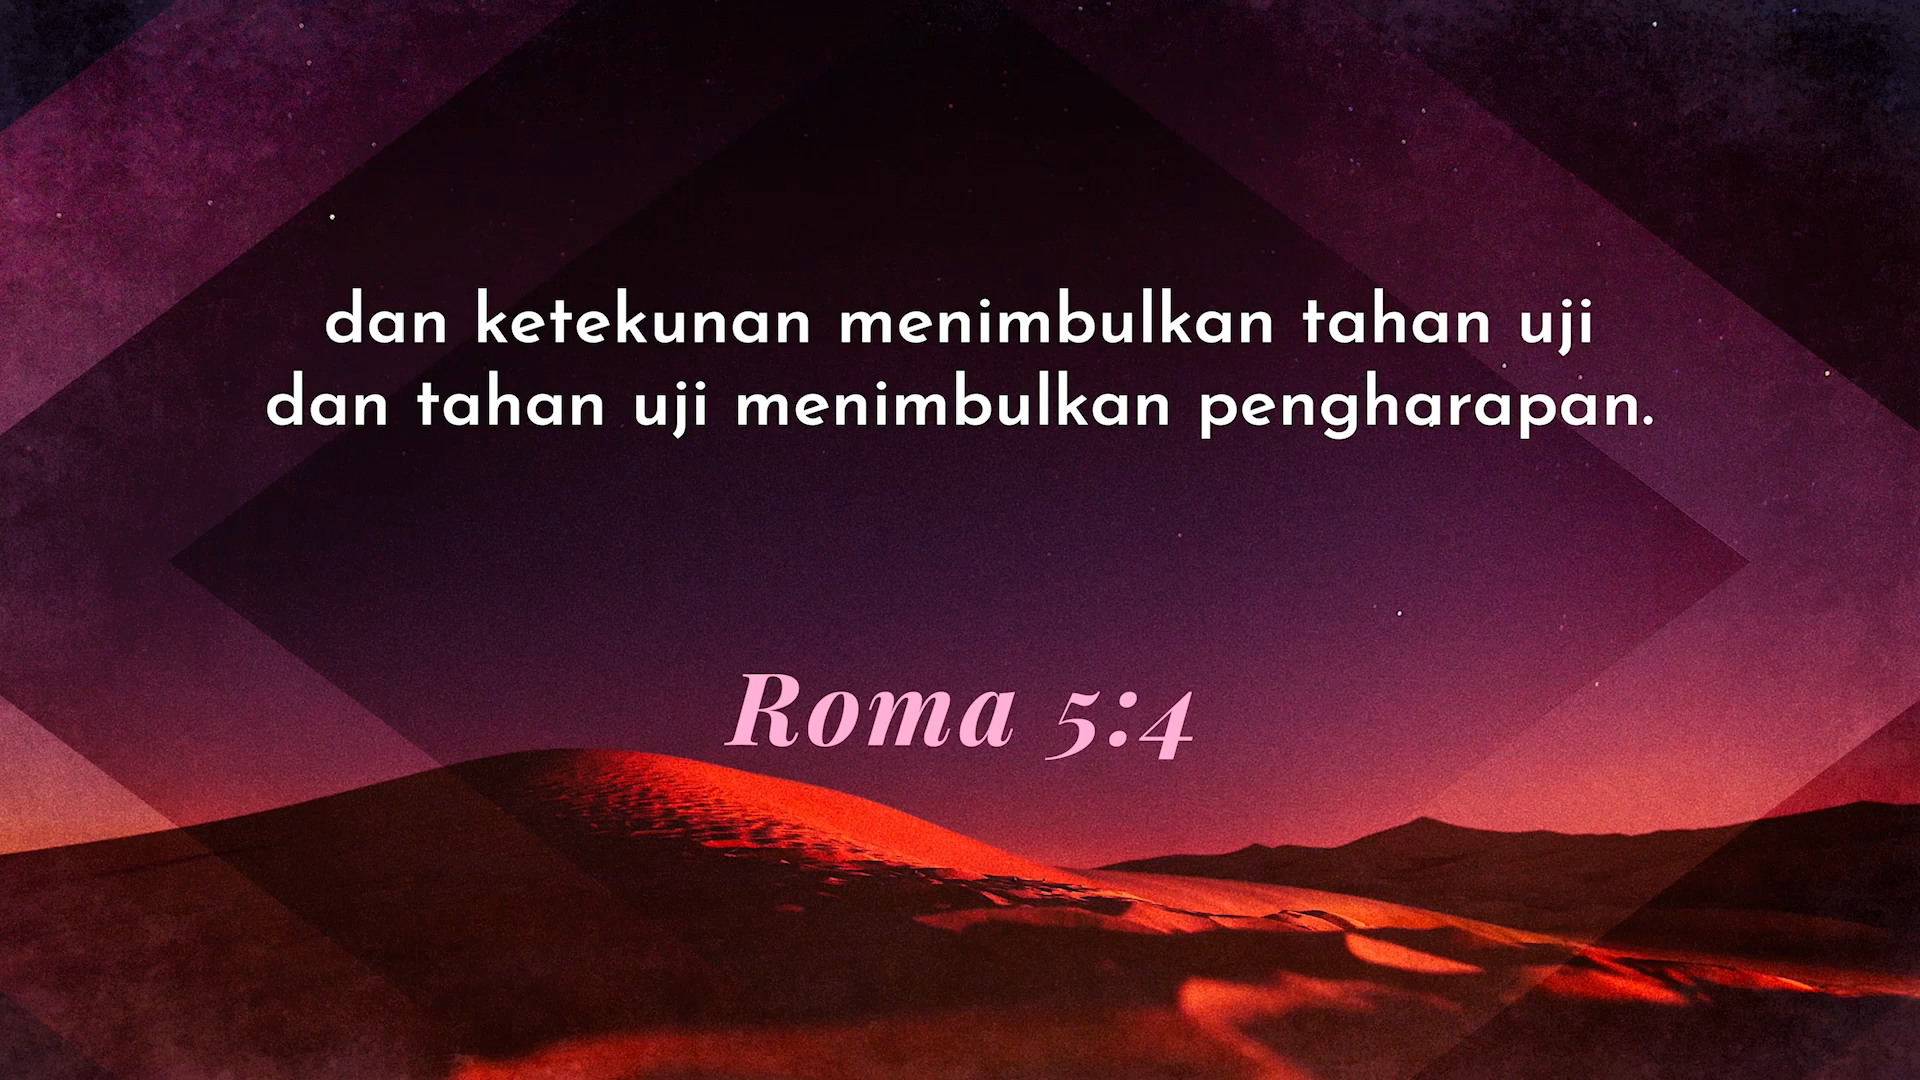 dan ketekunan menimbulkan tahan uji
dan tahan uji menimbulkan pengharapan.
Roma 5:4